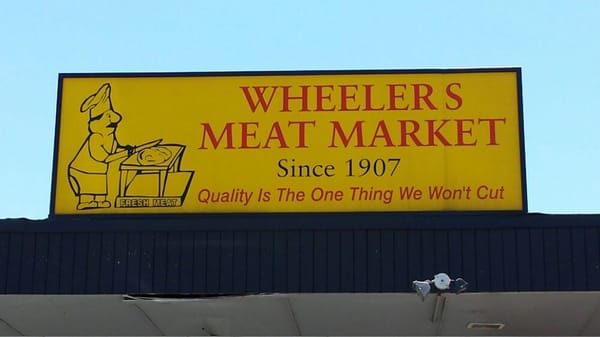 WHEELER'S
MEAT MARKET
Since 1907
Quality Is The One Thing We Won't Cut
FRESH MEAT